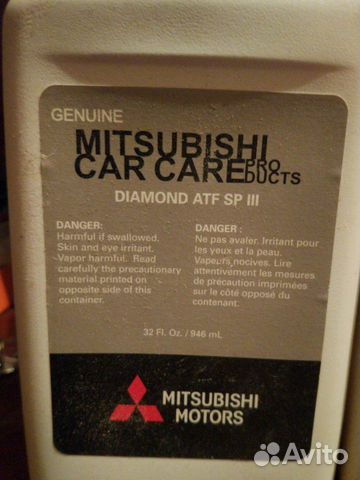 GENUINE
MITSUBISHI
CAR CARE PRO
DUCTS
DIAMOND ATF SP III
DANGER:
Harmful if swallowed.
Skin and eye irritant.
Vapor harmful. Read
carefully the precautionary
material printed on
opposite side of this
container.
DANGER :
Ne pas avaler. Irritant pour
les yeux et la peau.
Vapeurs nocives. Lire
attentivement les mesures
de précaution imprimées
sur le côté opposé du
contenant.
32 Fl. Oz. / 946 mL
MITSUBISHI
MOTORS
Avito